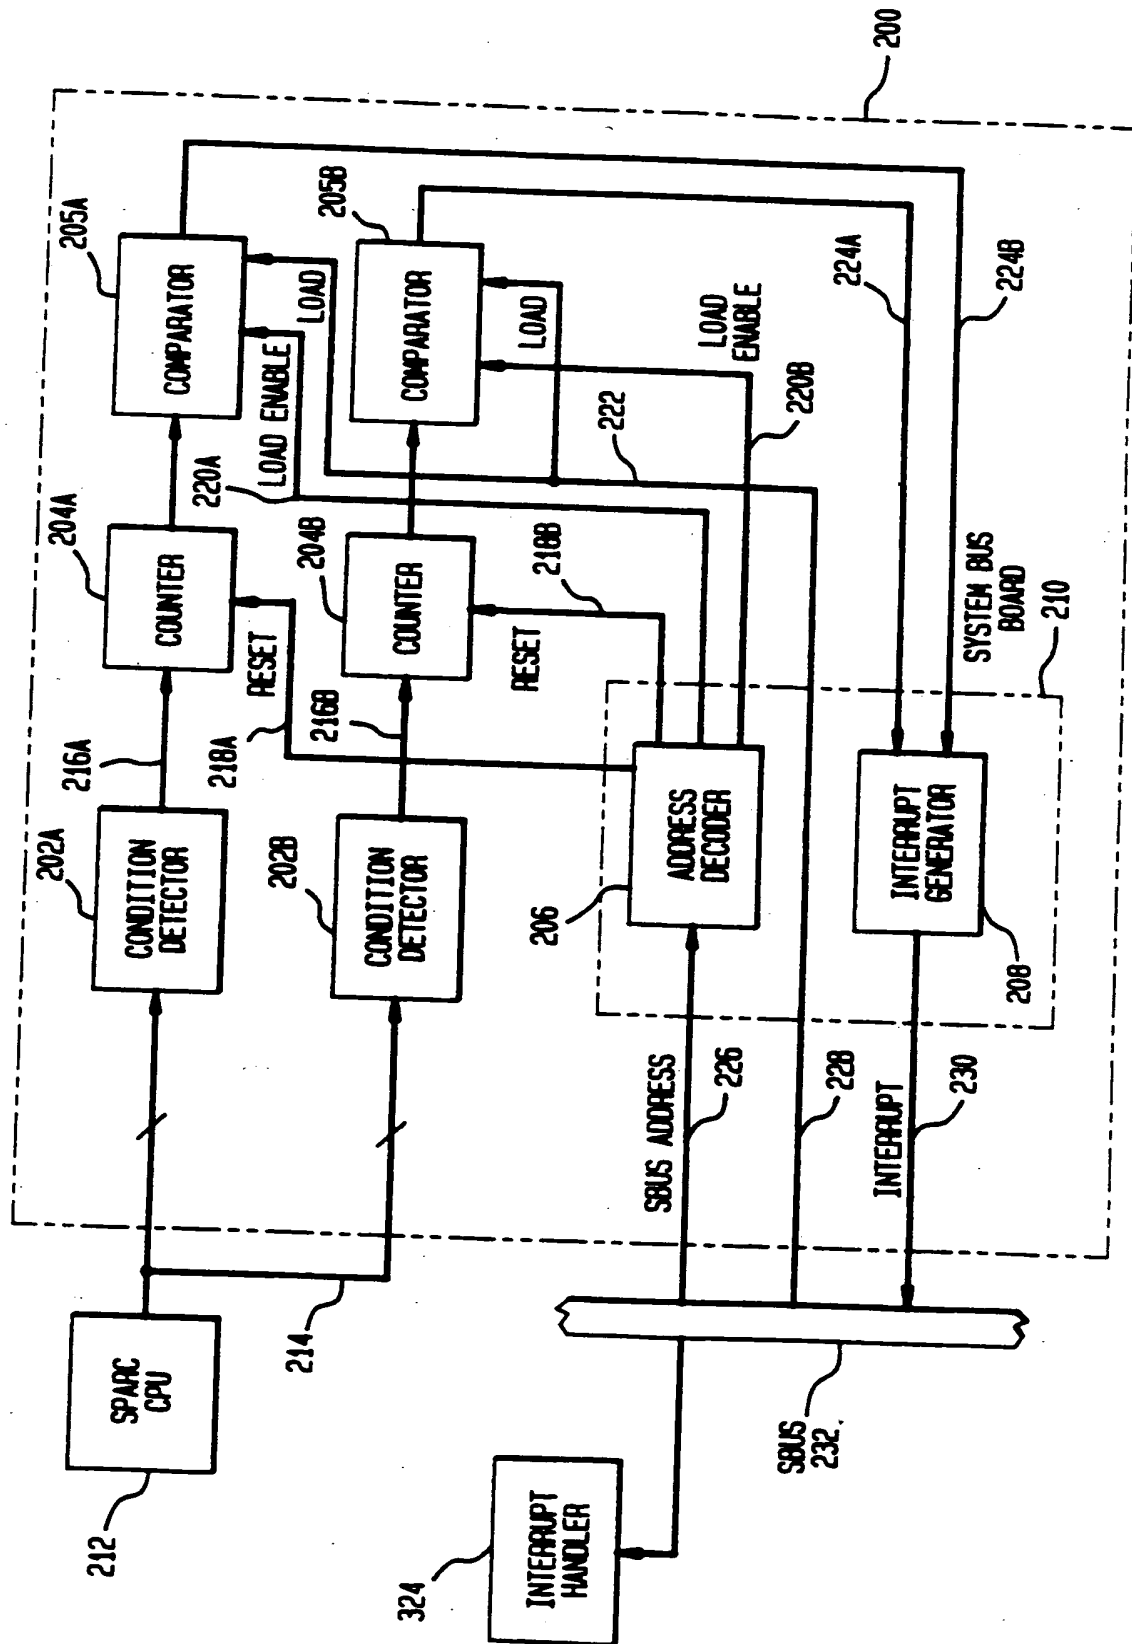 200
205A
COMPARATOR
LOAD
LOAD ENABLE
220A
204A
COUNTER
RESET
216A
218A
202A
CONDITION
DETECTOR
SPARC
CPU
212
214
205B
COMPARATOR
LOAD
LOAD
ENABLE
222
220B
204B
COUNTER
218B
RESET
216B
202B
CONDITION
DETECTOR
224A
224B
SYSTEM BUS
BOARD
210
ADDRESS
DECODER
206
INTERRUPT
GENERATOR
208
SBUS ADDRESS
226
228
INTERRUPT
230
SBUS
232.
INTERRUPT
HANDLER
324